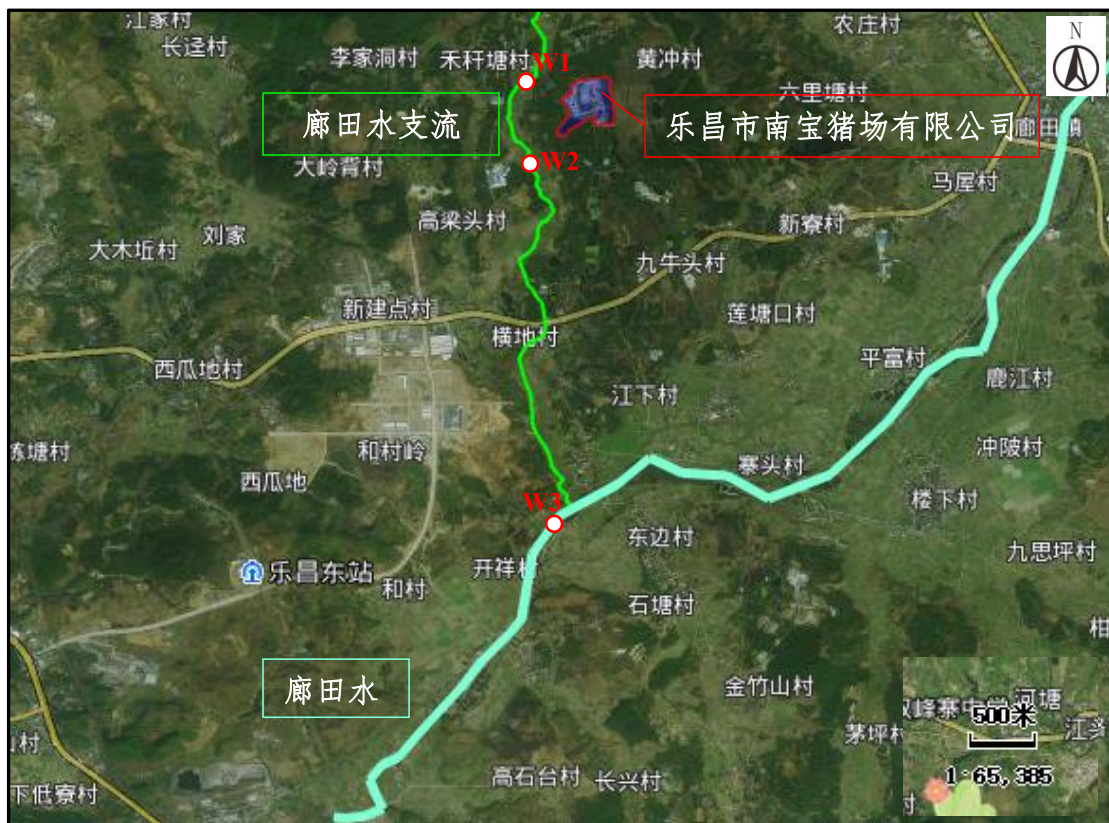 江家村
长迳村
李家洞村
禾秆塘村
W1
黄冲村
农庄村
N
六里塘村
廊田水支流
乐昌市南宝猪场有限公司
廊田镇
大岭背村
W2
马屋村
高梁头村
新寮村
刘家
大木坵村
九牛头村
新建点村
横地村
莲塘口村
西瓜地村
平富村
鹿江村
江下村
和村岭
冲陂村
寨头村
西瓜地
楼下村
W3
东边村
九思坪村
开祥村
乐昌东站
和村
石塘村
廊田水
金竹山村
河塘
500米
茅坪村
1:65,385
高石台村
长兴村
下低寮村